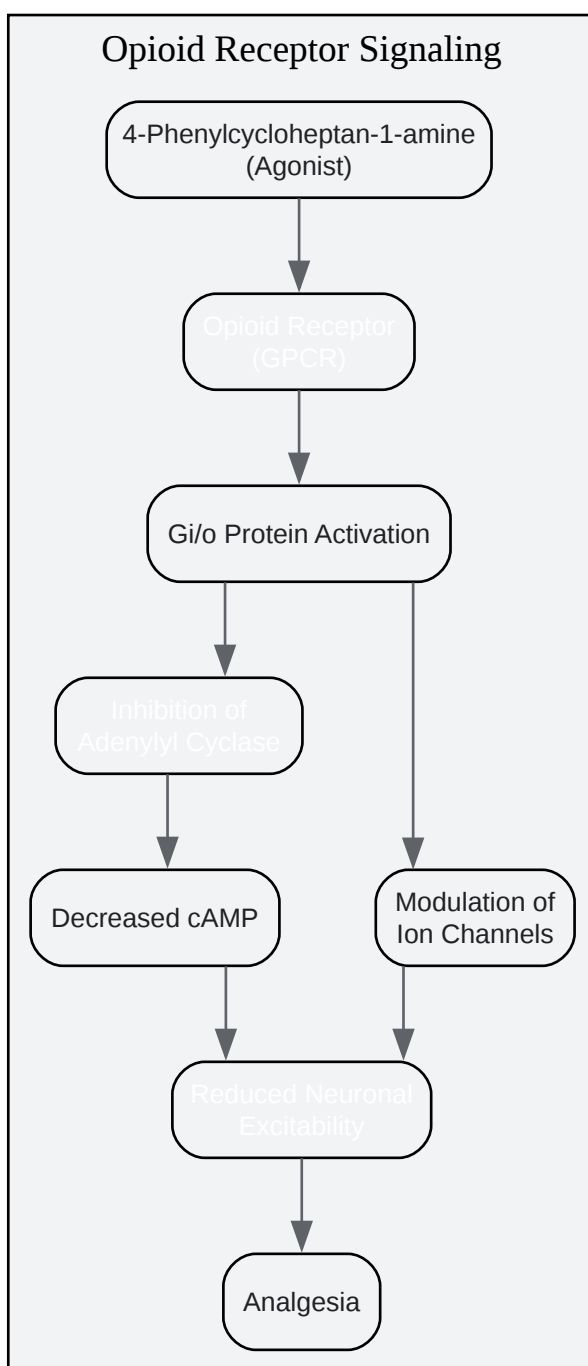 Opioid Receptor Signaling
4-Phenylcycloheptan-1-amine
(Agonist)
Opioid Receptor
(GPCR)
Gi/o Protein Activation
Inhibition of
Adenylyl Cyclase
Decreased cAMP
Modulation of
Ion Channels
Reduced Neuronal
Excitability
Analgesia